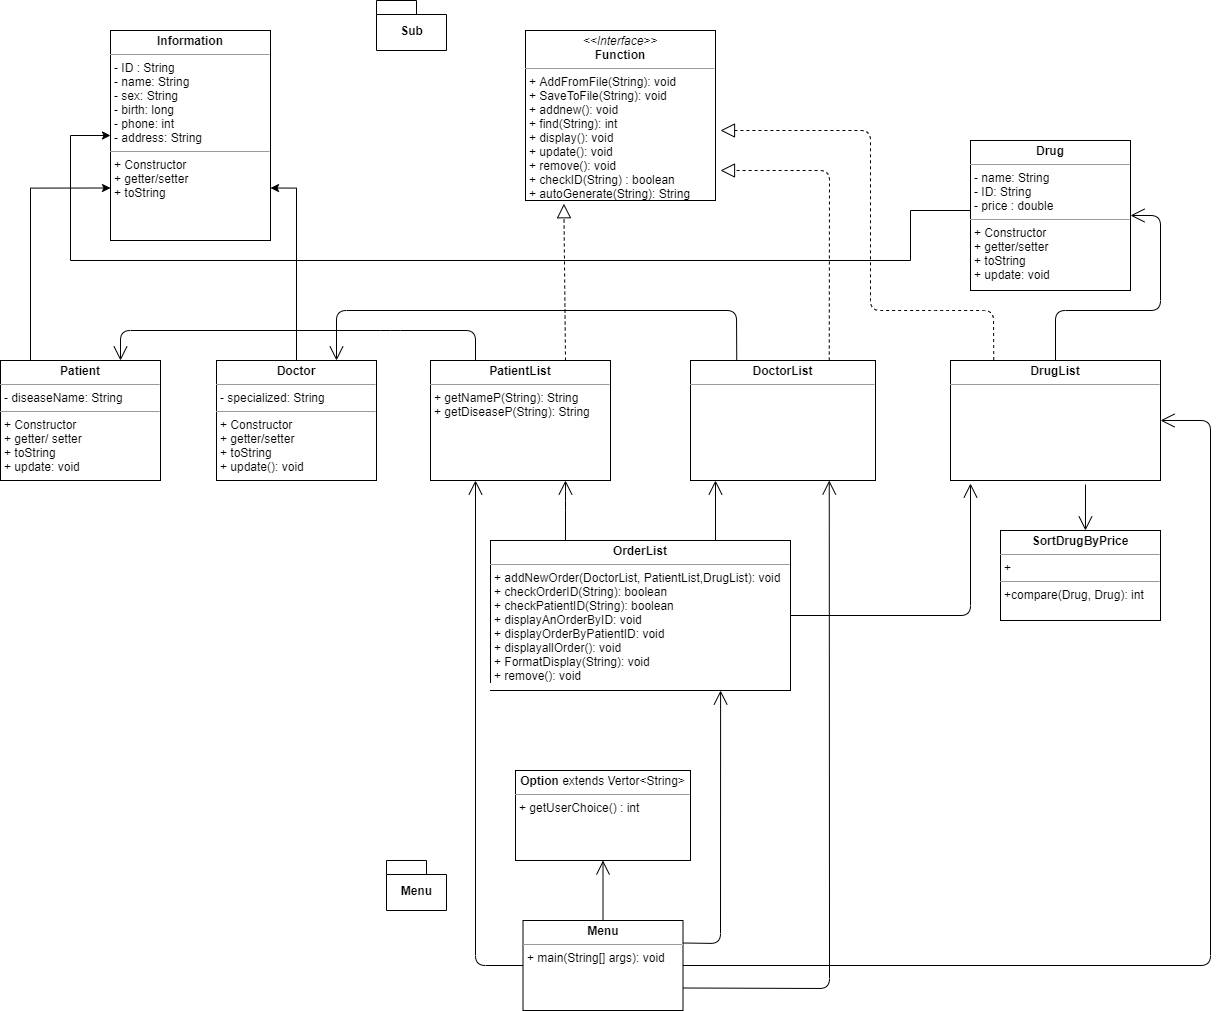 Sub
Information
- ID : String
- name: String
- sex: String
- birth: long
- phone: int
- address: String
+ Constructor
+ getter/setter
+ toString
<<Interface>>
Function
+ AddFromFile(String): void
+ SaveToFile(String): void
+ addnew(): void
+ find(String): int
+ display(): void
+ update(): void
+ remove(): void
+ checkID(String) : boolean
+ autoGenerate(String): String
Drug
- name: String
- ID: String
- price : double
+ Constructor
+ getter/setter
+ toString
+ update: void
Patient
- diseaseName: String
+ Constructor
+ getter/ setter
+ toString
+ update: void
Doctor
- specialized: String
+ Constructor
+ getter/setter
+ toString
+ update(): void
PatientList
+ getNameP(String): String
+ getDiseaseP(String): String
DoctorList
DrugList
OrderList
+ addNewOrder(DoctorList, PatientList,DrugList): void
+ checkOrderID(String): boolean
+ checkPatientID(String): boolean
+ displayAnOrderByID: void
+ displayOrderByPatientID: void
+ displayallOrder(): void
+ FormatDisplay(String): void
+ remove(): void
SortDrugByPrice
+
+compare(Drug, Drug): int
Option extends Vertor<String>
+ getUserChoice() : int
Menu
Menu
+ main(String[] args): void